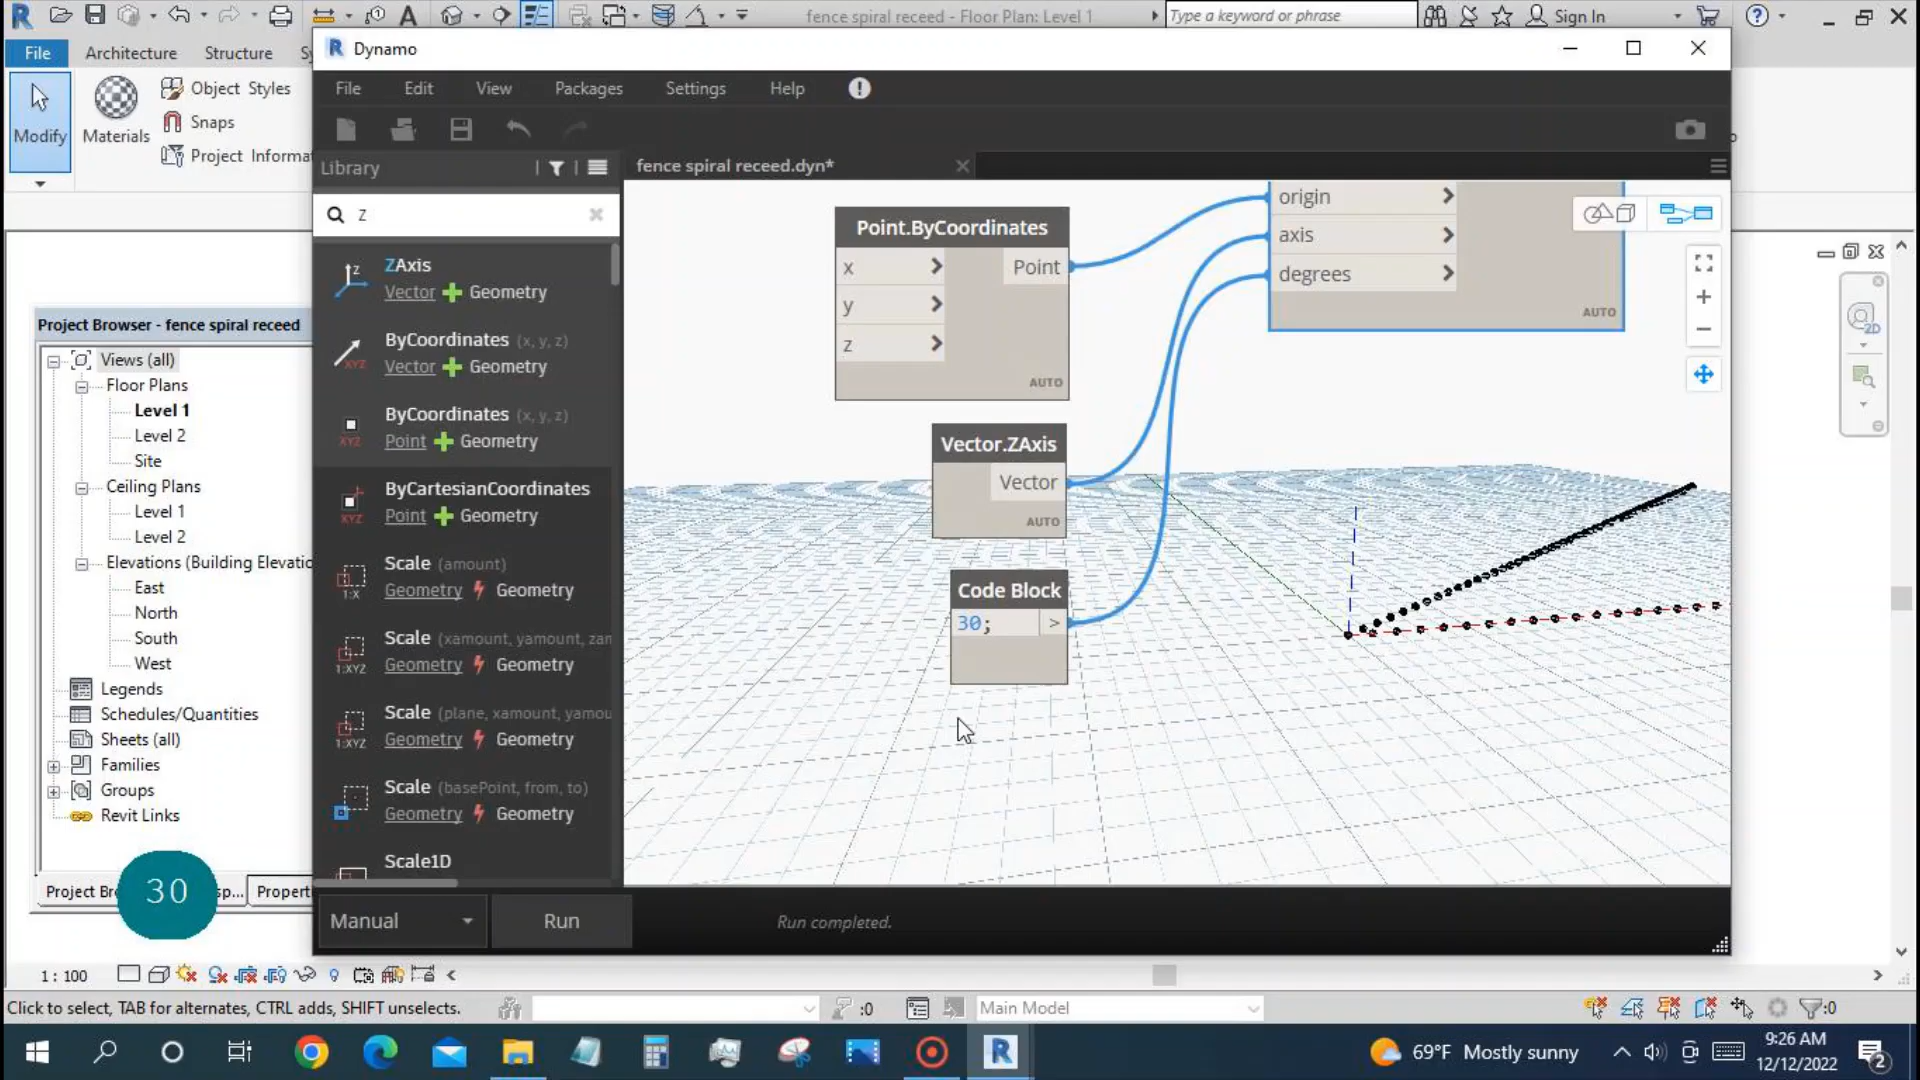 fence spiral receed - Floor Plan: Level 1
Type a keyword or phrase
Sign In
File
Architecture
Structure
Modify
Materials
Object Styles
Snaps
Project Informat
Dynamo
File
Edit
View
Packages
Settings
Help
Library
fence spiral receed.dyn*
z
ZAxis
Vector Geometry
ByCoordinates (x, y, z)
Vector Geometry
ByCoordinates (x, y, z)
Point Geometry
ByCartesianCoordinates
Point Geometry
Scale (amount)
Geometry Geometry
Scale (xamount, yamount, zam
Geometry Geometry
Scale (plane, xamount, yamou
Geometry Geometry
Scale (basePoint, from, to)
Geometry Geometry
Scale1D
Point.ByCoordinates
x
Point
y
z
AUTO
origin
axis
degrees
AUTO
Vector.ZAxis
Vector
AUTO
Code Block
30;
>
Project Browser - fence spiral receed
Views (all)
Floor Plans
Level 1
Level 2
Site
Ceiling Plans
Level 1
Level 2
Elevations (Building Elevatio
East
North
South
West
Legends
Schedules/Quantities
Sheets (all)
Families
Groups
Revit Links
Project Br
sp...
Propert
30
Manual
Run
Run completed.
2D
1 : 100
Click to select, TAB for alternates, CTRL adds, SHIFT unselects.
:0
Main Model
:0
69°F Mostly sunny
9:26 AM
12/12/2022
2